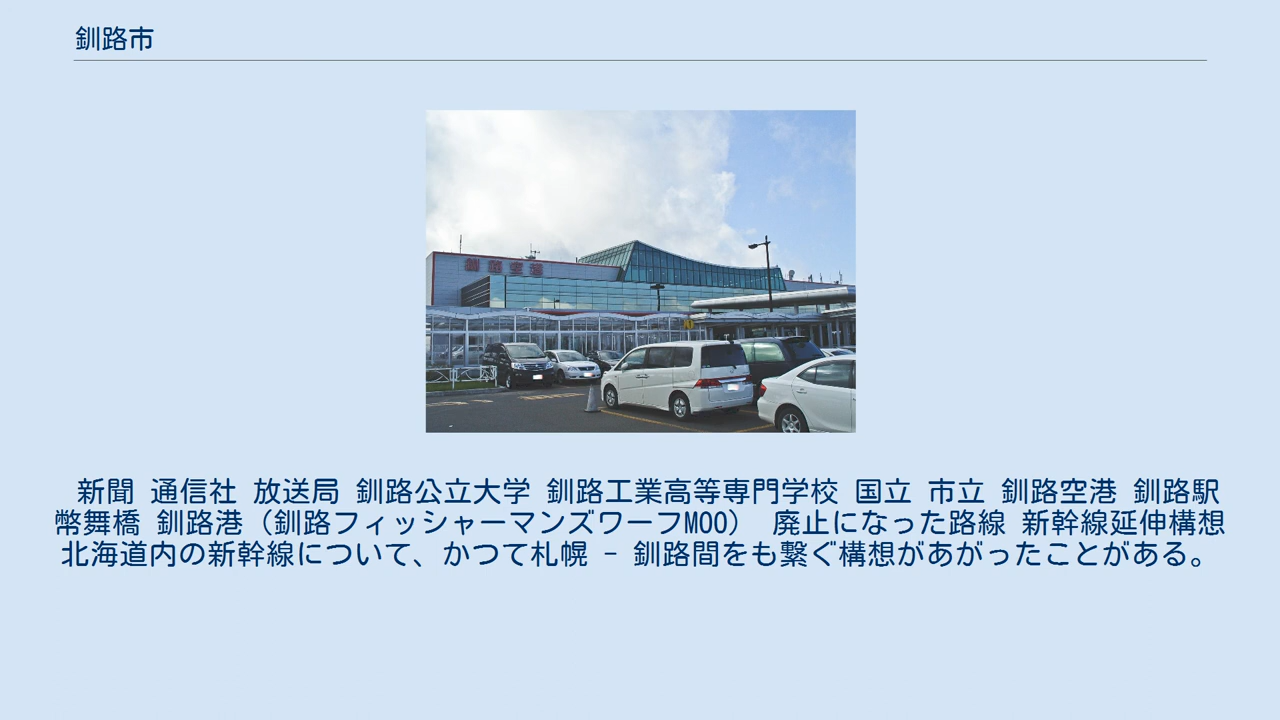 釧路市
釧路空港
新聞 通信社 放送局 釧路公立大学 釧路工業高等専門学校 国立 市立 釧路空港 釧路駅
幣舞橋 釧路港（釧路フィッシャーマンズワーフMOO） 廃止になった路線 新幹線延伸構想
北海道内の新幹線について、かつて札幌 - 釧路間をも繋ぐ構想があがったことがある。